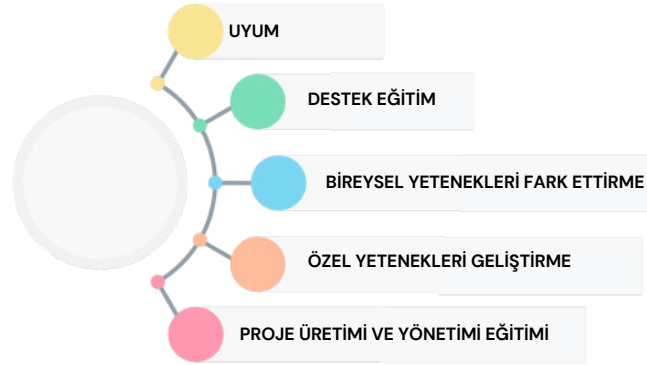 UYUM
DESTEK EĞİTİM
BİREYSEL YETENEKLERİ FARK ETTİRME
ÖZEL YETENEKLERİ GELİŞTİRME
PROJE ÜRETİMİ VE YÖNETİMİ EĞİTİMİ